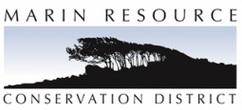 MARIN RESOURCE
CONSERVATION DISTRICT